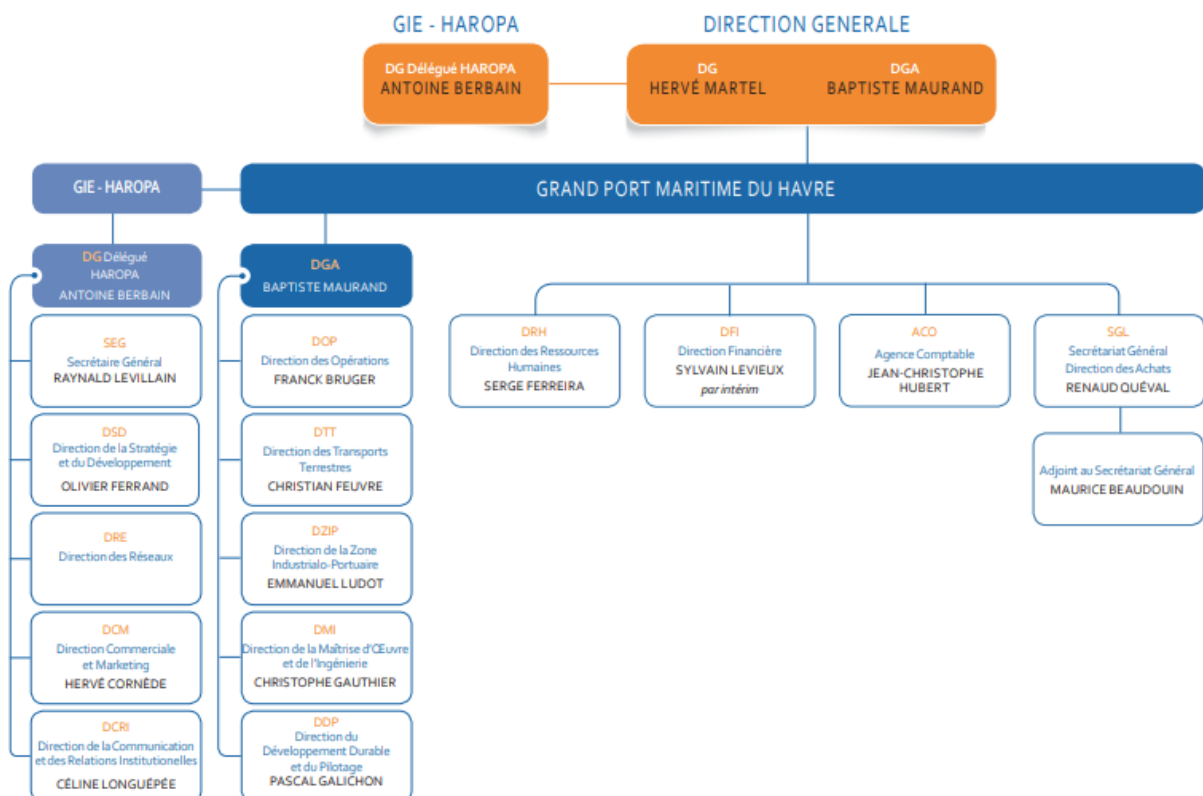 GIE - HAROPA
DIRECTION GENERALE
DG Délégué HAROPA
ANTOINE BERBAIN
DG
HERVÉ MARTEL
DGA
BAPTISTE MAURAND
GIE - HAROPA
GRAND PORT MARITIME DU HAVRE
DG Délégué
HAROPA
ANTOINE BERBAIN
SEG
Secrétaire Général
RAYNALD LEVILLAIN
DSD
Direction de la Stratégie
et du Développement
OLIVIER FERRAND
DRE
Direction des Réseaux
DCM
Direction Commerciale
et Marketing
HERVÉ CORNÈDE
DCRI
Direction de la Communication
et des Relations Institutionelles
CÉLINE LONGUÉPÉE
DGA
BAPTISTE MAURAND
DOP
Direction des Opérations
FRANCK BRUGER
DTT
Direction des Transports
Terrestres
CHRISTIAN FEUVRE
DZIP
Direction de la Zone
Industrialo-Portuaire
EMMANUEL LUDOT
DMI
Direction de la Maîtrise d'Œuvre
et de l'Ingénierie
CHRISTOPHE GAUTHIER
DDP
Direction du
Développement Durable
et du Pilotage
PASCAL GALICHON
DRH
Direction des Ressources
Humaines
SERGE FERREIRA
DFI
Direction Financière
SYLVAIN LEVIEUX
par intérim
ACO
Agence Comptable
JEAN-CHRISTOPHE
HUBERT
SGL
Secrétariat Général
Direction des Achats
RENAUD QUÉVAL
Adjoint au Secrétariat Général
MAURICE BEAUDOUIN